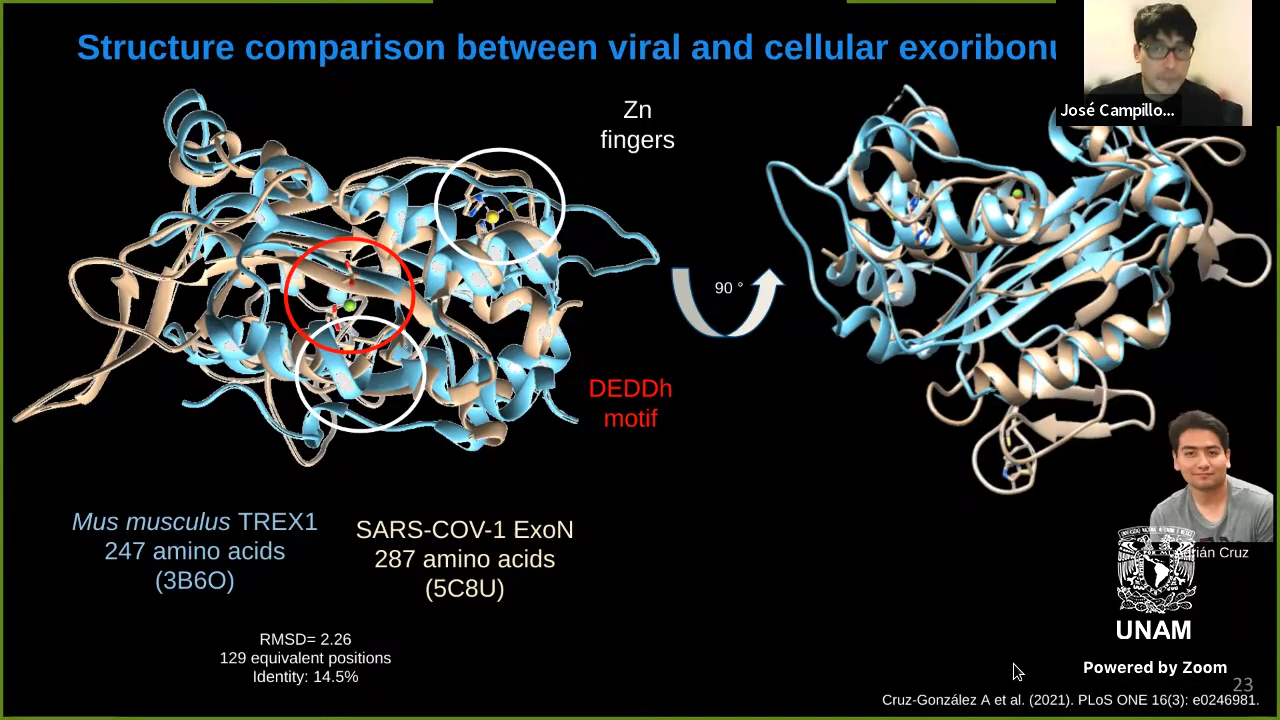 Structure comparison between viral and cellular
José Campillo...
Zn
fingers
90 °
DEDDh
motif
Mus musculus TREX1
247 amino acids
(3B6O)
SARS-COV-1 ExoN
287 amino acids
(5C8U)
RMSD= 2.26
129 equivalent positions
Identity: 14.5%
Cruz
UNAM
Powered by Zoom
23
Cruz-González A et al. (2021). PLoS ONE 16(3): e0246981.